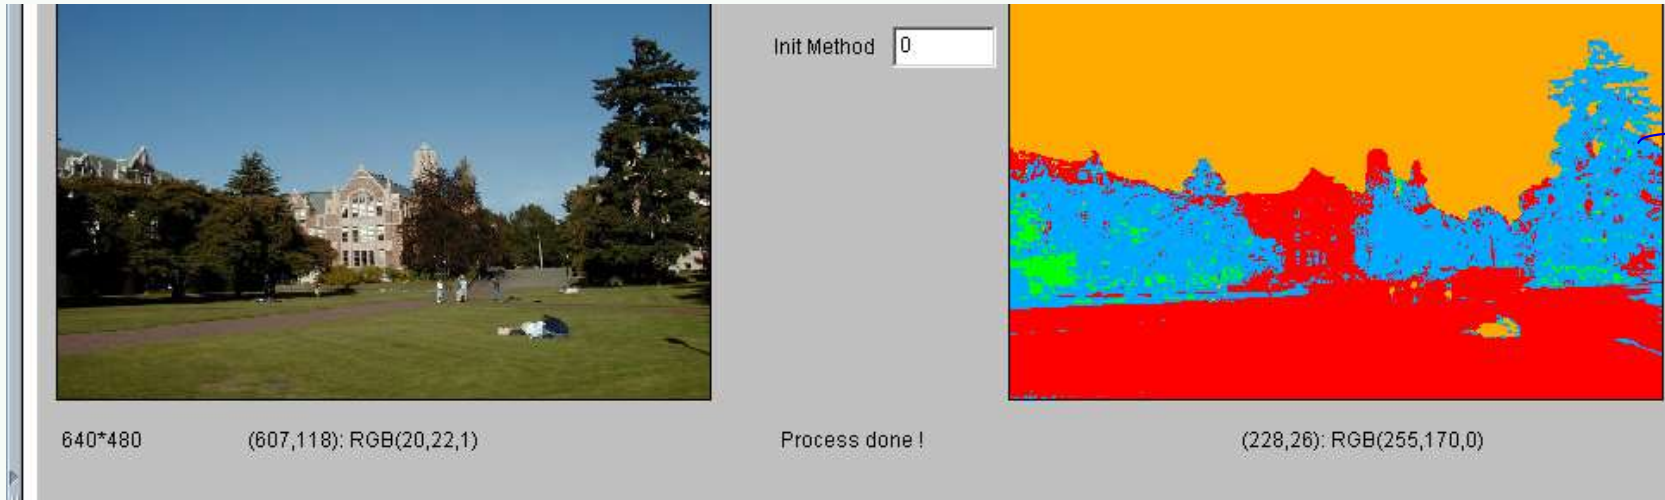 Init Method 0
640*480 (607,118): RGB(20,22,1) Process done ! (228,26): RGB(255,170,0)